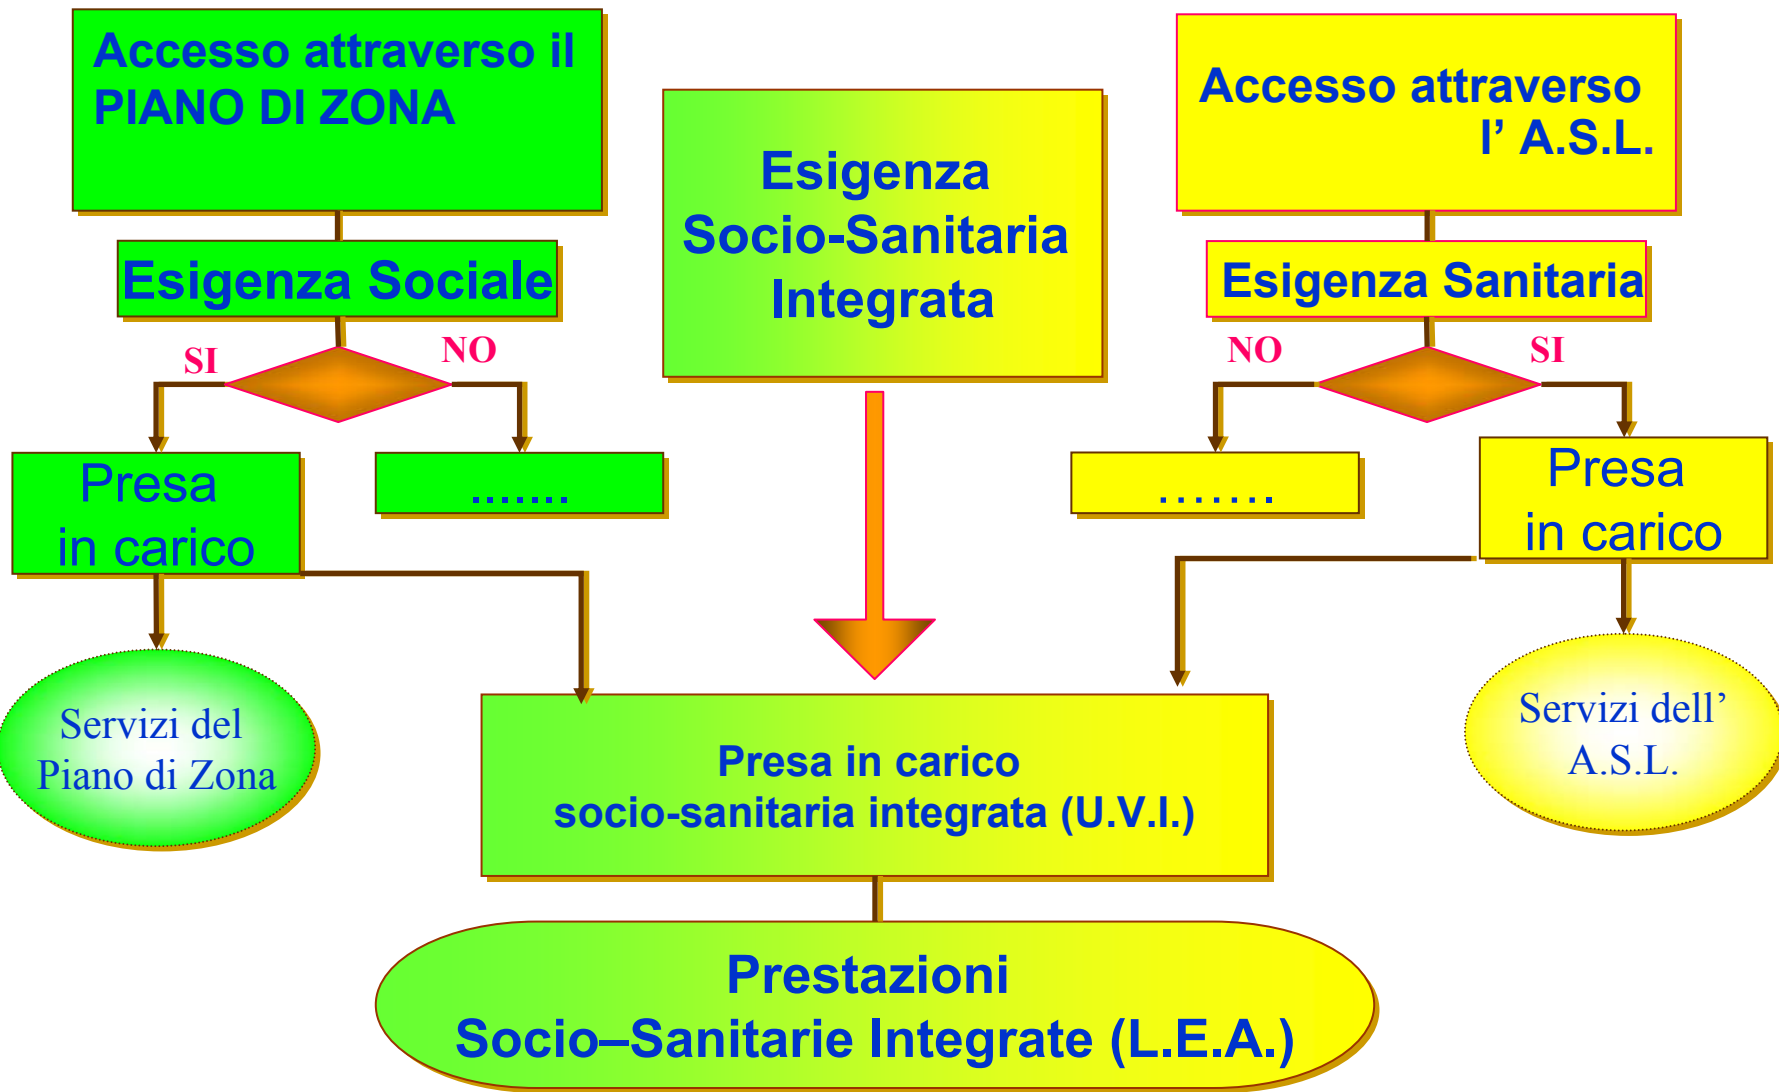 Accesso attraverso il
PIANO DI ZONA
Accesso attraverso
l’ A.S.L.
Esigenza
Socio-Sanitaria
Integrata
Esigenza Sociale
Esigenza Sanitaria
SI
NO
NO
SI
Presa
in carico
.......
.......
Presa
in carico
Servizi del
Piano di Zona
Servizi dell’
A.S.L.
Presa in carico
socio-sanitaria integrata (U.V.I.)
Prestazioni
Socio–Sanitarie Integrate (L.E.A.)